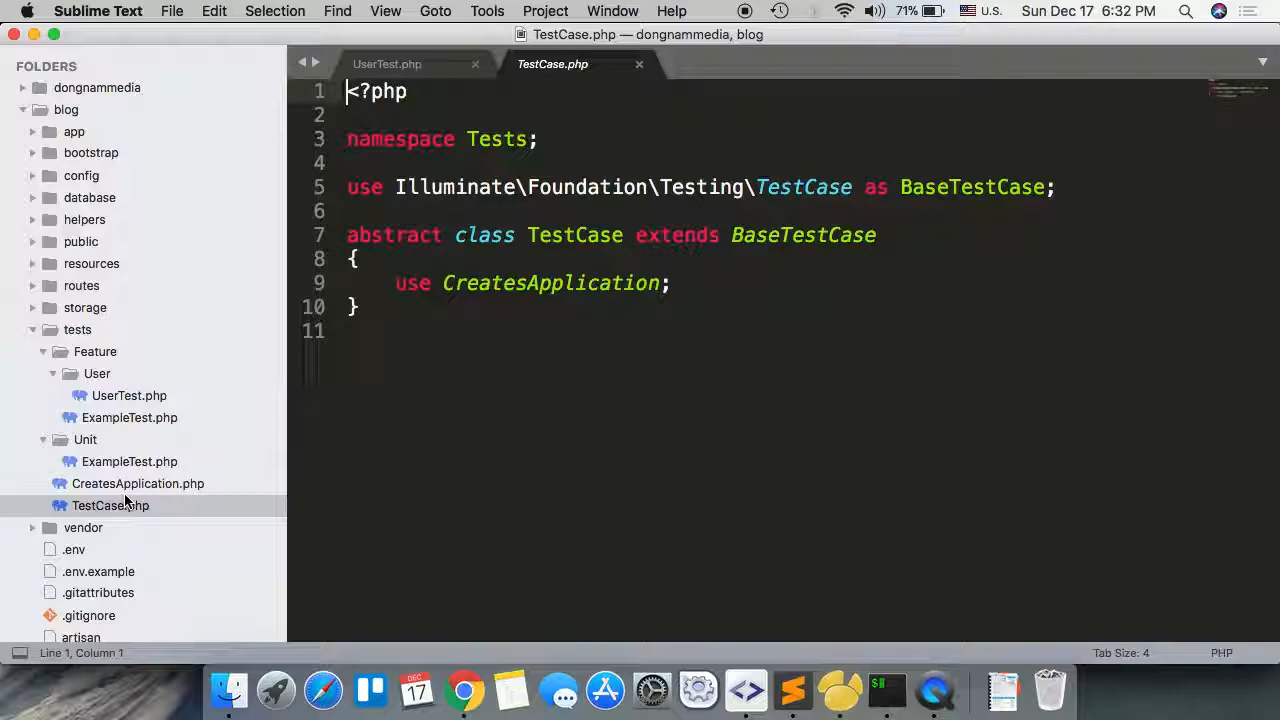 Sublime Text File Edit Selection Find View Goto Tools Project Window Help 71% U.S. Sun Dec 17 6:32 PM
TestCase.php — dongnammedia, blog
FOLDERS
dongnammedia
blog
app
bootstrap
config
database
helpers
public
resources
routes
storage
tests
Feature
User
UserTest.php
ExampleTest.php
Unit
ExampleTest.php
CreatesApplication.php
TestCase.php
vendor
.env
.env.example
.gitattributes
.gitignore
artisan
UserTest.php × TestCase.php ×
1 <?php
2
3 namespace Tests;
4
5 use Illuminate\Foundation\Testing\TestCase as BaseTestCase;
6
7 abstract class TestCase extends BaseTestCase
8 {
9 use CreatesApplication;
10 }
11
Line 1, Column 1 Tab Size: 4 PHP
DEC
17